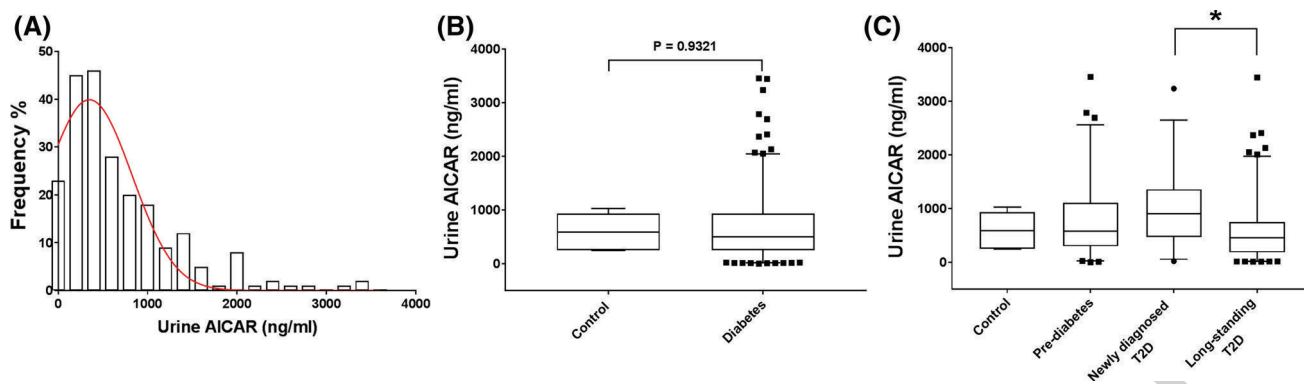 (A)
Frequency %
50
40
30
20
10
0
0 1000 2000 3000 4000
Urine AICAR (ng/ml)
(B)
Urine AICAR (ng/ml)
4000
3000
2000
1000
0
P = 0.9321
Control
Diabetes
(C)
Urine AICAR (ng/ml)
4000
3000
2000
1000
0
*
Control
Pre-diabetes
Newly diagnosed
T2D
Long-standing
T2D